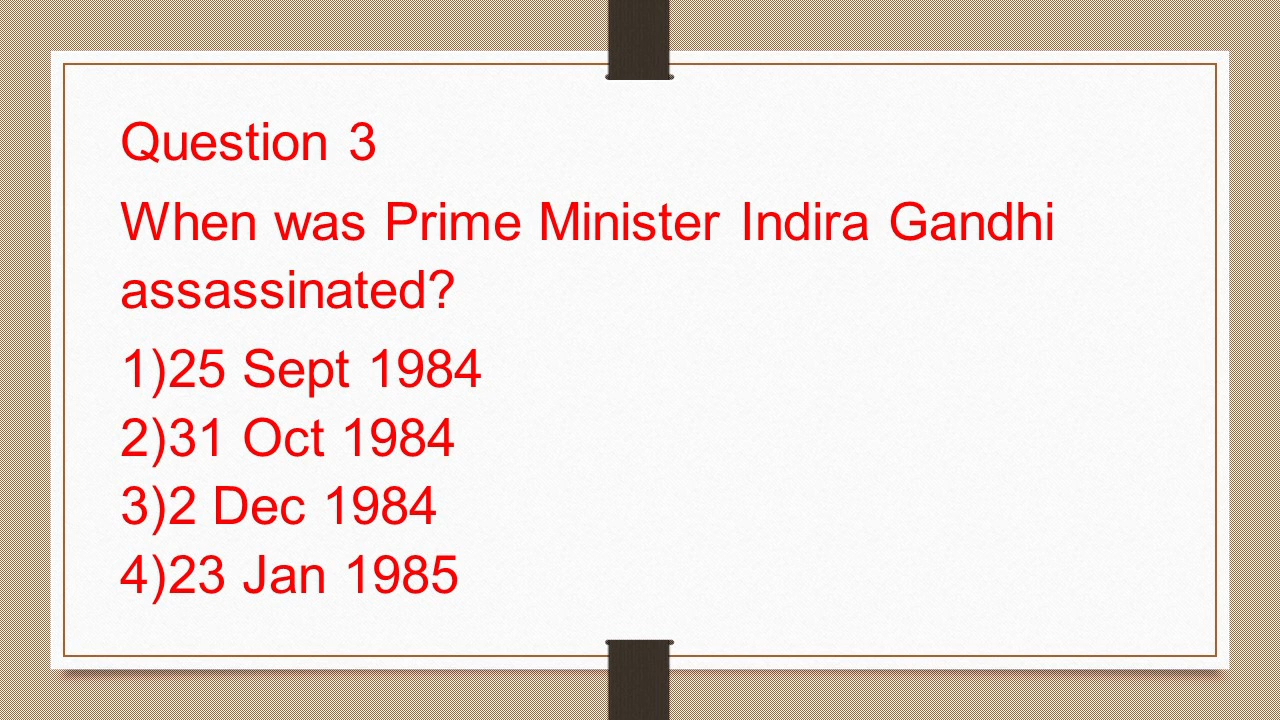 Question 3
When was Prime Minister Indira Gandhi
assassinated?
1)25 Sept 1984
2)31 Oct 1984
3)2 Dec 1984
4)23 Jan 1985